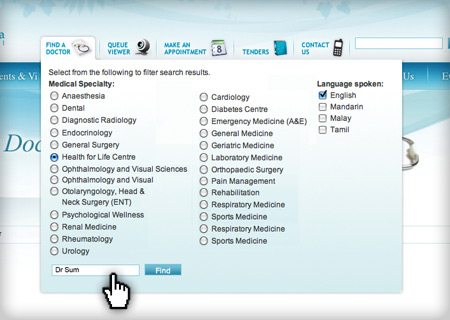 FIND A
DOCTOR
QUEUE
VIEWER
MAKE AN
APPOINTMENT
8
TENDERS
CONTACT
US
Us
Select from the following to filter search results.
Medical Specialty:
Anaesthesia
Dental
Diagnostic Radiology
Endocrinology
General Surgery
Health for Life Centre
Ophthalmology and Visual Sciences
Ophthalmology and Visual
Otolaryngology, Head &
Neck Surgery (ENT)
Psychological Wellness
Renal Medicine
Rheumatology
Urology
Cardiology
Diabetes Centre
Emergency Medicine (A&E)
General Medicine
Geriatric Medicine
Laboratory Medicine
Orthopaedic Surgery
Pain Management
Rehabilitation
Respiratory Medicine
Sports Medicine
Respiratory Medicine
Sports Medicine
Language spoken:
English
Mandarin
Malay
Tamil
Dr Sum
Find